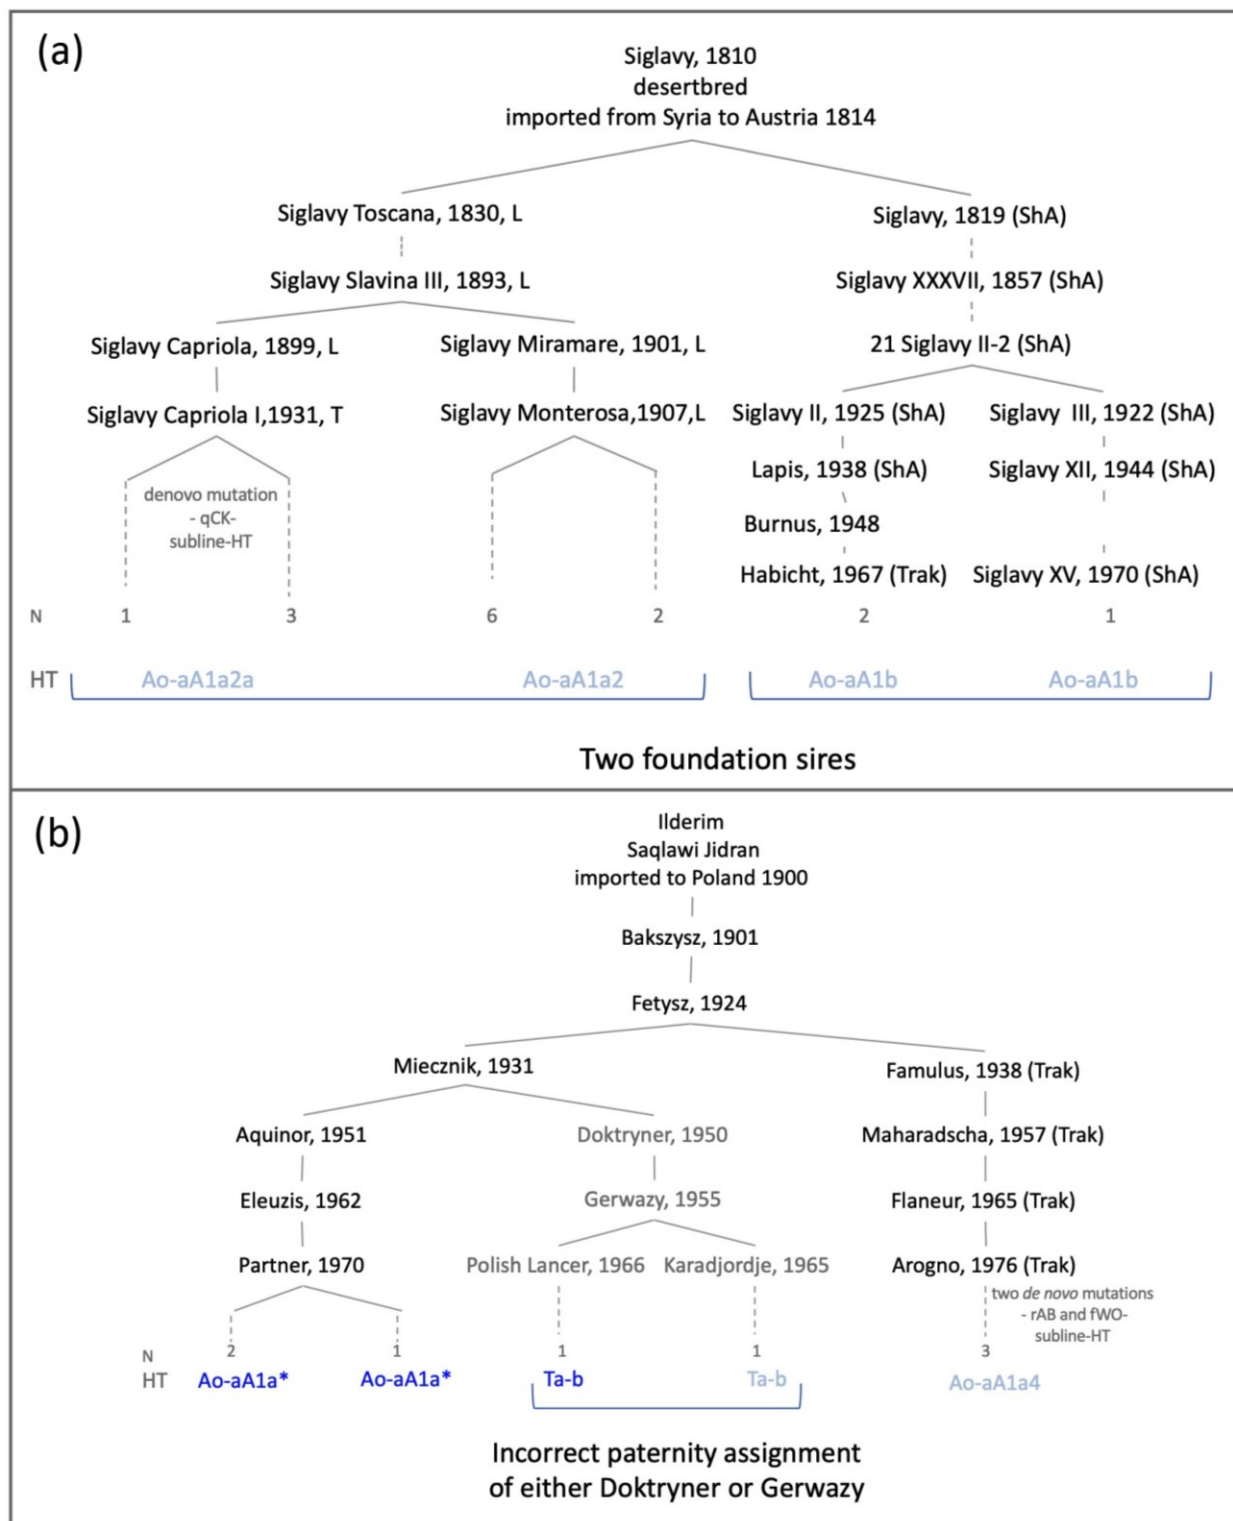 (a)
Siglavy, 1810
desertbred
imported from Syria to Austria 1814
Siglavy Toscana, 1830, L
Siglavy, 1819 (ShA)
Siglavy Slavina III, 1893, L
Siglavy XXXVII, 1857 (ShA)
Siglavy Capriola, 1899, L
Siglavy Miramare, 1901, L
21 Siglavy II-2 (ShA)
Siglavy Capriola I,1931, T
Siglavy Monterosa,1907,L
Siglavy II, 1925 (ShA)
Siglavy III, 1922 (ShA)
denovo mutation
- qCK-
subline-HT
Lapis, 1938 (ShA)
Siglavy XII, 1944 (ShA)
Burnus, 1948
Habicht, 1967 (Trak)
Siglavy XV, 1970 (ShA)
N 1 3 6 2 2 1
HT Ao-aA1a2a Ao-aA1a2 Ao-aA1b Ao-aA1b
Two foundation sires
(b)
Ilderim
Saqlawi Jidran
imported to Poland 1900
Bakszysz, 1901
Fetysz, 1924
Miecznik, 1931
Famulus, 1938 (Trak)
Aquinor, 1951
Doktryner, 1950
Maharadscha, 1957 (Trak)
Eleuzis, 1962
Gerwazy, 1955
Flaneur, 1965 (Trak)
Partner, 1970
Polish Lancer, 1966
Karadjordje, 1965
Arogno, 1976 (Trak)
two de novo mutations
- rAB and fWO-
subline-HT
N 2 1 1 1 3
HT Ao-aA1a* Ao-aA1a* Ta-b Ta-b Ao-aA1a4
Incorrect paternity assignment
of either Doktryner or Gerwazy